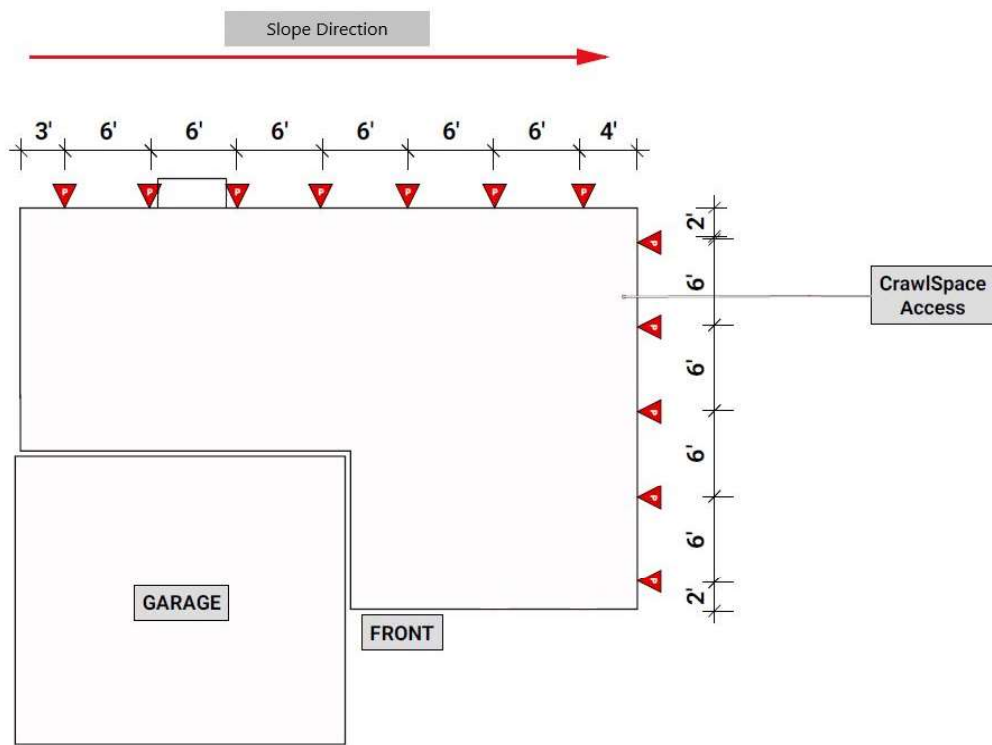 Slope Direction
3' 6' 6' 6' 6' 6' 6' 4'
P P P P P P P
2'
P
6'
CrawlSpace
Access
P
6'
P
6'
P
6'
P
2'
GARAGE
FRONT